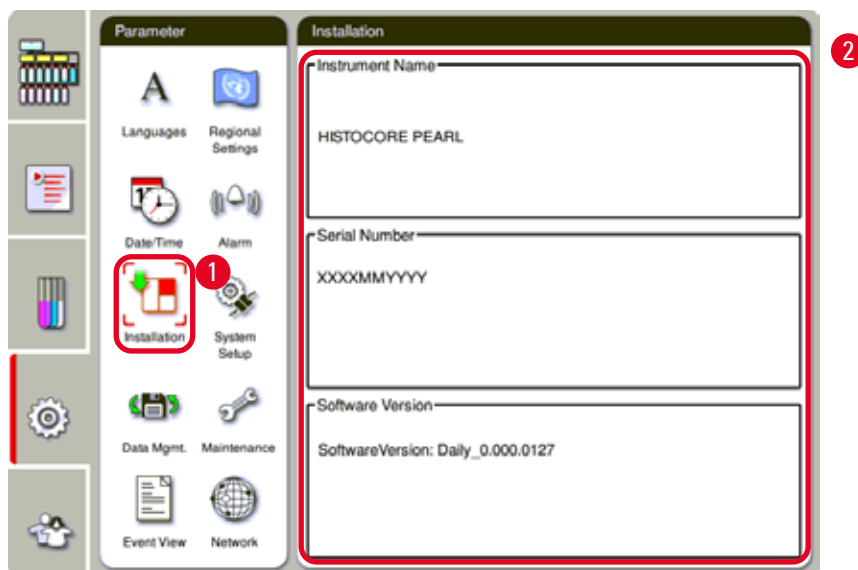 Parameter
A
Languages
Regional
Settings
17
Date/Time
Alarm
1
Installation
System
Setup
Data Mgmt.
Maintenance
Event View
Network
Installation
2
Instrument Name
HISTOCORE PEARL
Serial Number
XXXXMMYYYY
Software Version
SoftwareVersion: Daily_0.000.0127